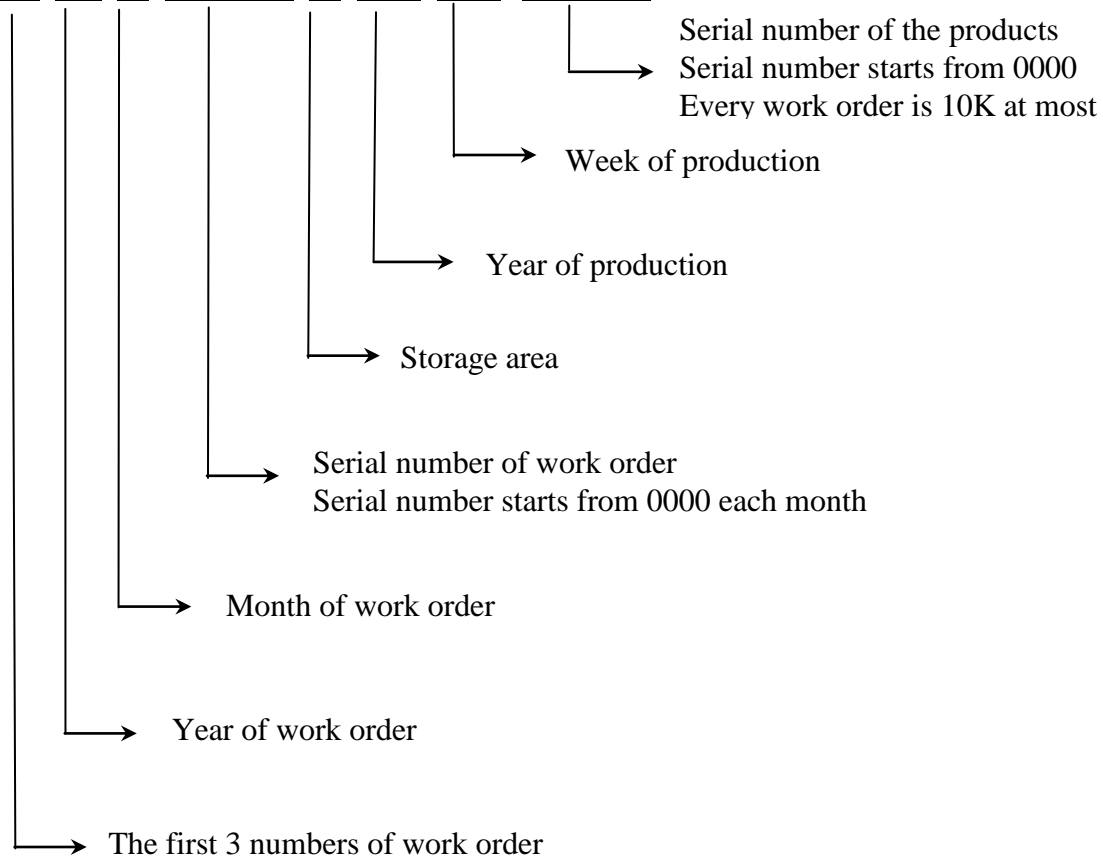 Serial number of the products
Serial number starts from 0000
Every work order is 10K at most
Week of production
Year of production
Storage area
Serial number of work order
Serial number starts from 0000 each month
Month of work order
Year of work order
The first 3 numbers of work order